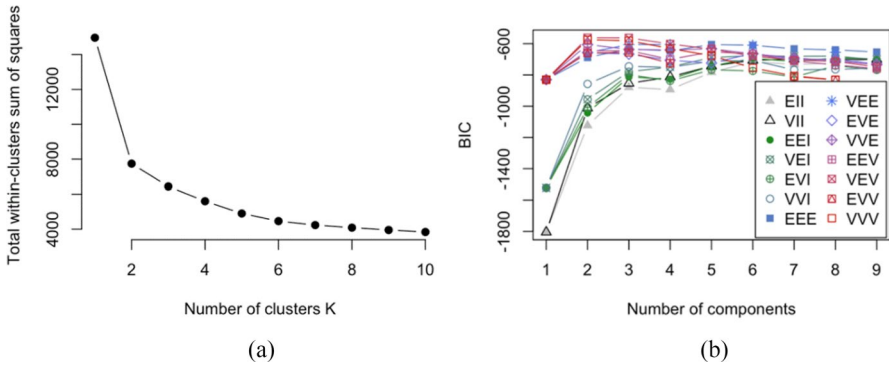 Total within-clusters sum of squares
12000
8000
4000
2 4 6 8 10
Number of clusters K
(a)
BIC
-600
-1000
-1400
-1800
EII VEE
VII EVE
EEI VVE
VEI EEV
EVI VEV
VVI EVV
EEE VVV
1 2 3 4 5 6 7 8 9
Number of components
(b)